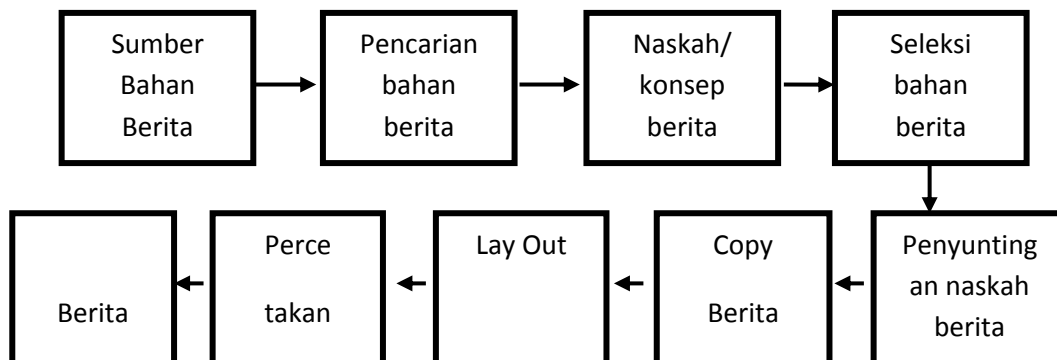 Sumber
Bahan
Berita
Pencarian
bahan
berita
Naskah/
konsep
berita
Seleksi
bahan
berita
Berita
Perce
takan
Lay Out
Copy
Berita
Penyunting
an naskah
berita